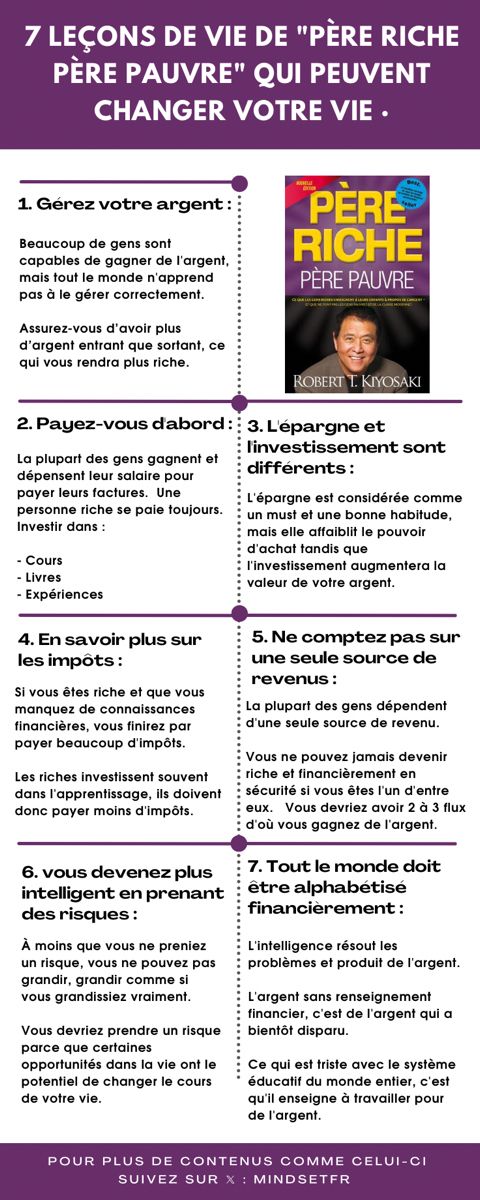 7 LEÇONS DE VIE DE "PÈRE RICHE
PÈRE PAUVRE" QUI PEUVENT
CHANGER VOTRE VIE •
1. Gérez votre argent :
Beaucoup de gens sont
capables de gagner de l'argent,
mais tout le monde n'apprend
pas à le gérer correctement.
Assurez-vous d'avoir plus
d'argent entrant que sortant, ce
qui vous rendra plus riche.
NOUVELLE
ÉDITION
Best
seller
PÈRE
RICHE
PÈRE PAUVRE
ROBERT T. KIYOSAKI
2. Payez-vous d'abord :
La plupart des gens gagnent et
dépensent leur salaire pour
payer leurs factures. Une
personne riche se paie toujours.
Investir dans :
- Cours
- Livres
- Expériences
3. L'épargne et
l'investissement sont
différents :
L'épargne est considérée comme
un must et une bonne habitude,
mais elle affaiblit le pouvoir
d'achat tandis que
l'investissement augmentera la
valeur de votre argent.
4. En savoir plus sur
les impôts :
Si vous êtes riche et que vous
manquez de connaissances
financières, vous finirez par
payer beaucoup d'impôts.
Les riches investissent souvent
dans l'apprentissage, ils doivent
donc payer moins d'impôts.
5. Ne comptez pas sur
une seule source de
revenus :
La plupart des gens dépendent
d'une seule source de revenu.
Vous ne pouvez jamais devenir
riche et financièrement en
sécurité si vous êtes l'un d'entre
eux. Vous devriez avoir 2 à 3 flux
d'où vous gagnez de l'argent.
6. vous devenez plus
intelligent en prenant
des risques :
À moins que vous ne preniez
un risque, vous ne pouvez pas
grandir, grandir comme si
vous grandissiez vraiment.
Vous devriez prendre un risque
parce que certaines
opportunités dans la vie ont le
potentiel de changer le cours
de votre vie.
7. Tout le monde doit
être alphabétisé
financièrement :
L'intelligence résout les
problèmes et produit de l'argent.
L'argent sans renseignement
financier, c'est de l'argent qui a
bientôt disparu.
Ce qui est triste avec le système
éducatif du monde entier, c'est
qu'il enseigne à travailler pour
de l'argent.
POUR PLUS DE CONTENUS COMME CELUI-CI
SUIVEZ SUR 𝕏 : MINDSETFR